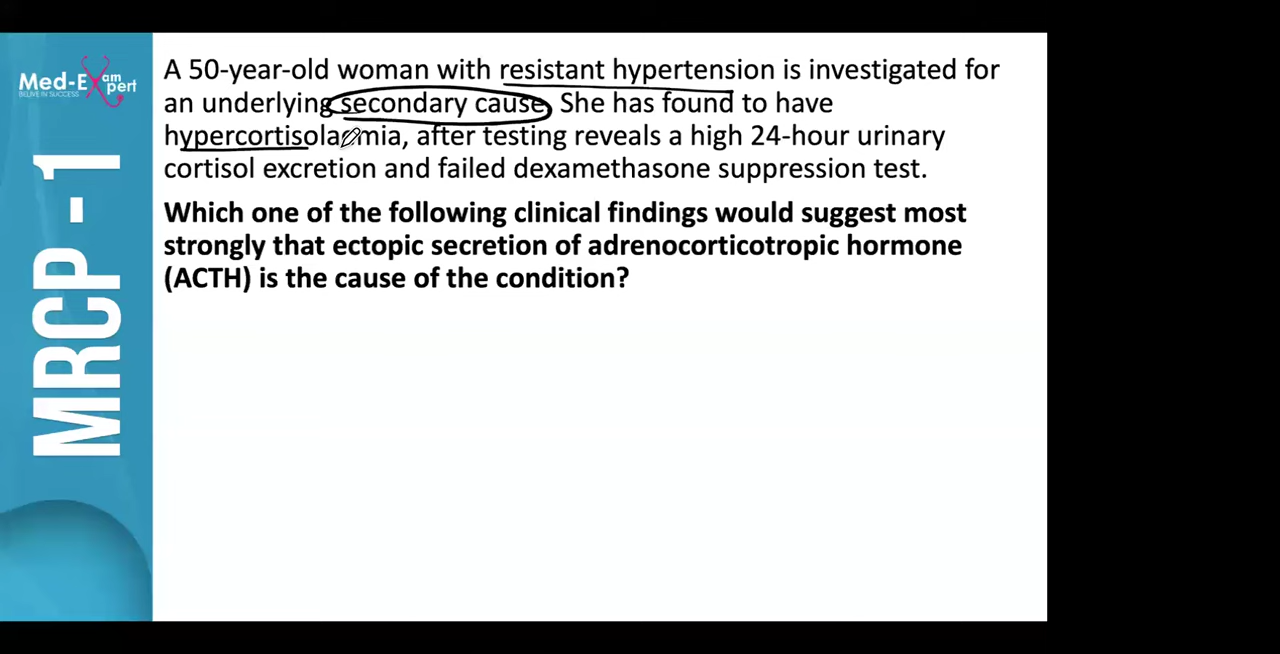 Med-Exam
pert
BELIVE IN SUCCESS
MRCP - 1
A 50-year-old woman with resistant hypertension is investigated for
an underlying secondary cause. She has found to have
hypercortisolaemia, after testing reveals a high 24-hour urinary
cortisol excretion and failed dexamethasone suppression test.
Which one of the following clinical findings would suggest most
strongly that ectopic secretion of adrenocorticotropic hormone
(ACTH) is the cause of the condition?